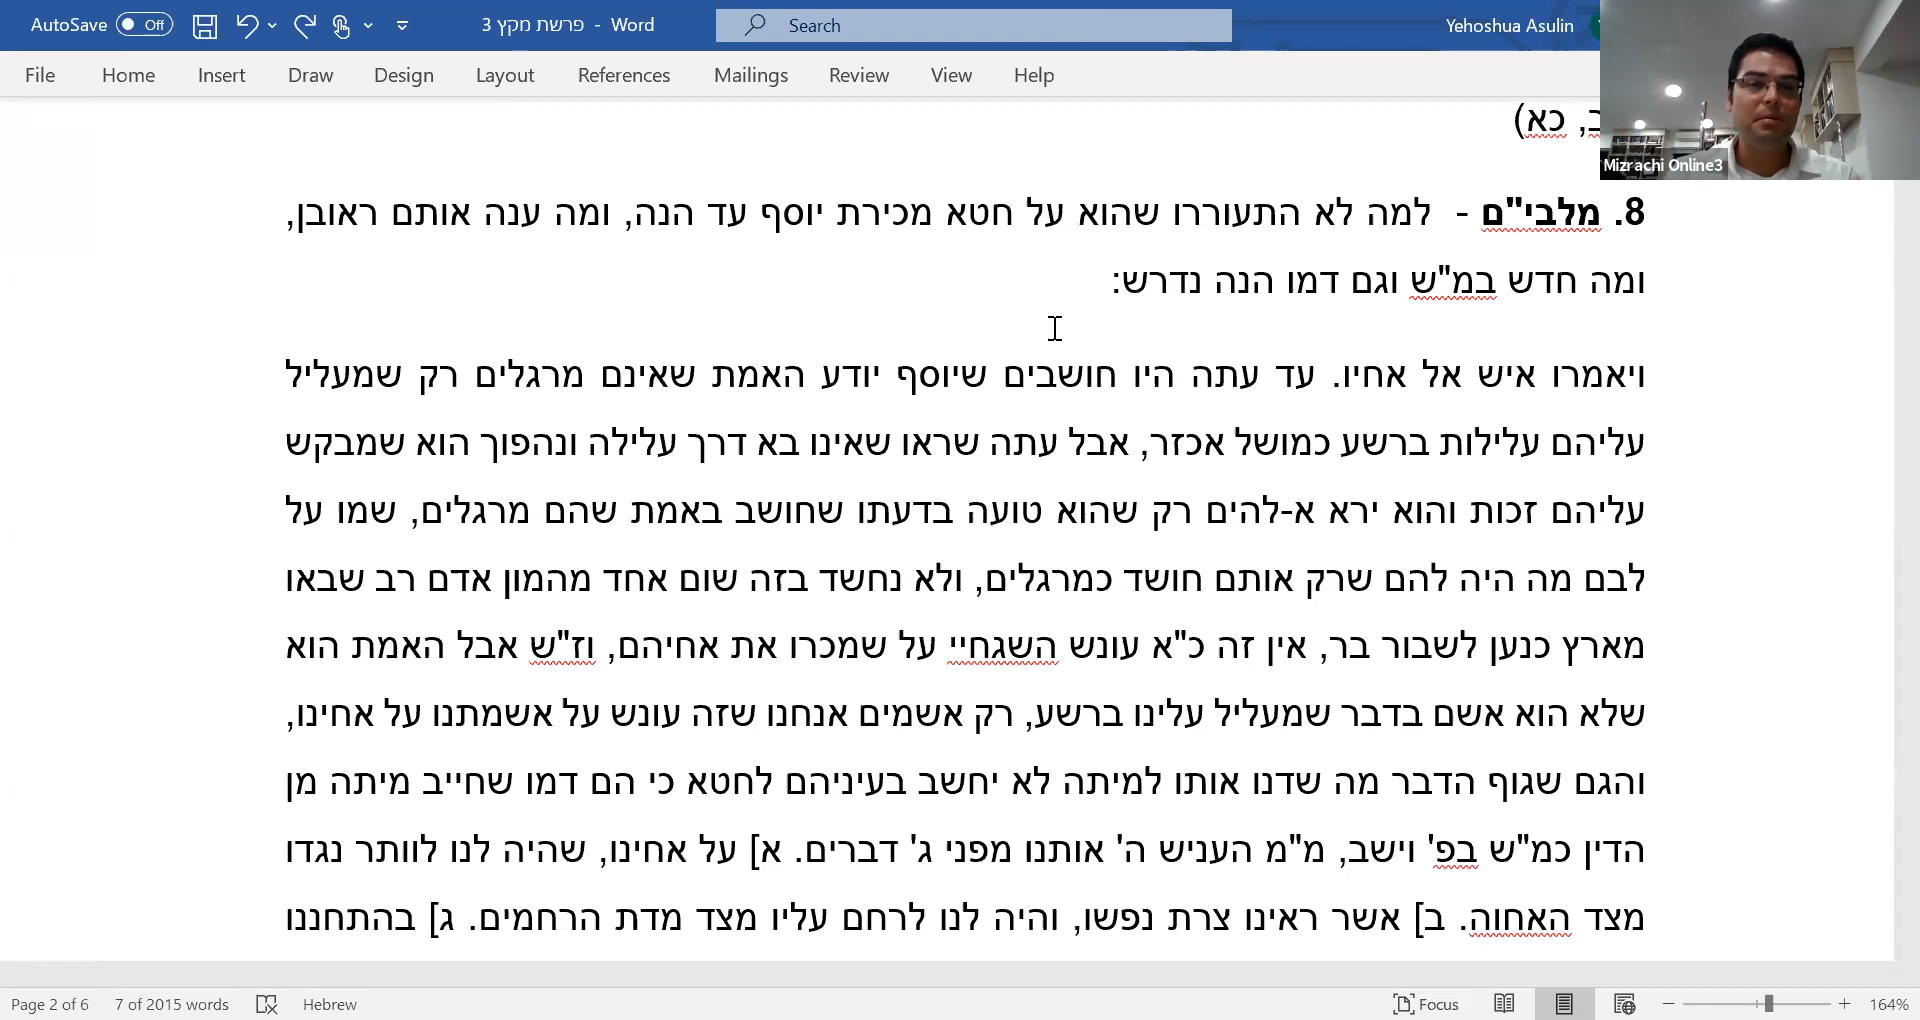 AutoSave Off פרשת מקץ 3 - Word Search Yehoshua Asulin
File Home Insert Draw Design Layout References Mailings Review View Help
Mizrachi Online3
כא)
8. מלבי"ם - למה לא התעוררו שהוא על חטא מכירת יוסף עד הנה, ומה ענה אותם ראובן,
ומה חדש במ"ש וגם דמו הנה נדרש:
ויאמרו איש אל אחיו. עד עתה היו חושבים שיוסף יודע האמת שאינם מרגלים רק שמעליל
עליהם עלילות ברשע כמושל אכזר, אבל עתה שראו שאינו בא דרך עלילה ונהפוך הוא שמבקש
עליהם זכות והוא ירא א-להים רק שהוא טועה בדעתו שחושב באמת שהם מרגלים, שמו על
לבם מה היה להם שרק אותם חושד כמרגלים, ולא נחשד בזה שום אחד מהמון אדם רב שבאו
מארץ כנען לשבור בר, אין זה כ"א עונש השגחיי על שמכרו את אחיהם, וז"ש אבל האמת הוא
שלא הוא אשם בדבר שמעליל עלינו ברשע, רק אשמים אנחנו שזה עונש על אשמתנו על אחינו,
והגם שגוף הדבר מה שדנו אותו למיתה לא יחשב בעיניהם לחטא כי הם דמו שחייב מיתה מן
הדין כמ"ש בפ' וישב, מ"מ העניש ה' אותנו מפני ג' דברים. א] על אחינו, שהיה לנו לוותר נגדו
מצד האחוה. ב] אשר ראינו צרת נפשו, והיה לנו לרחם עליו מצד מדת הרחמים. ג] בהתחננו
Page 2 of 6 7 of 2015 words Hebrew Focus 164%